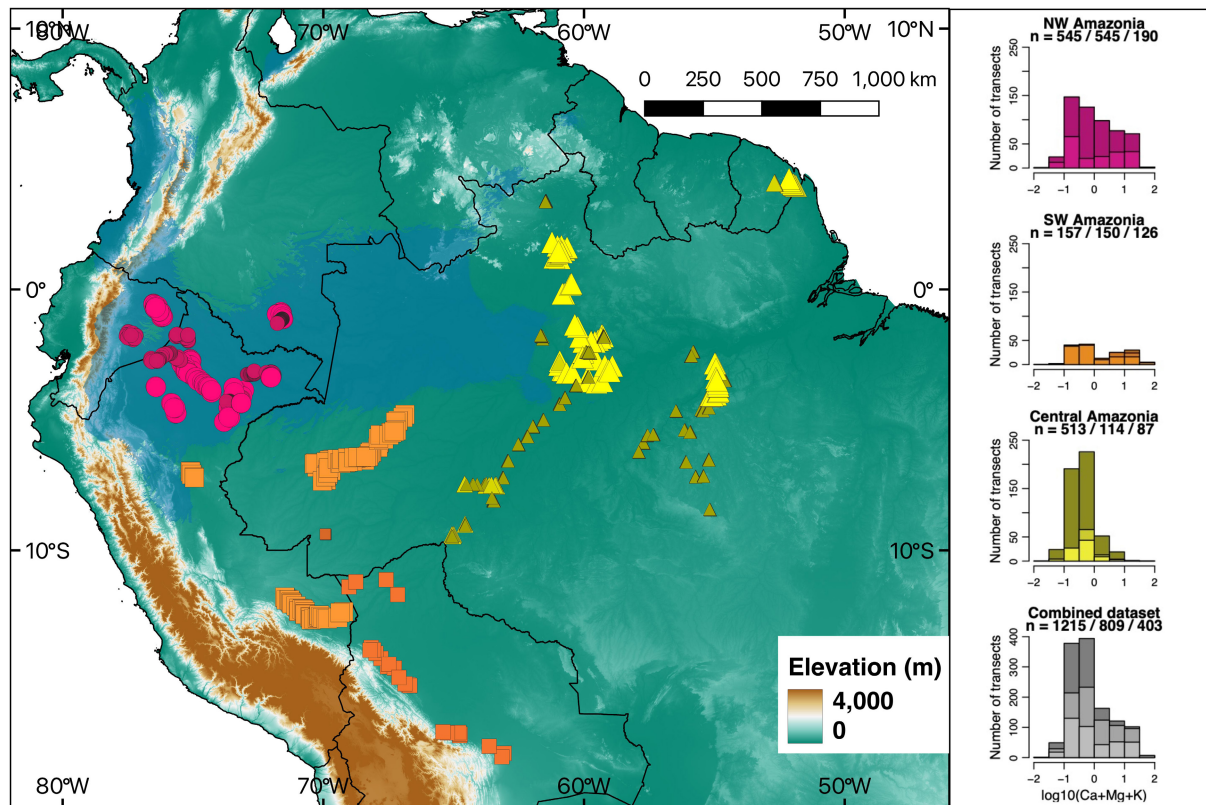 10°N
80°W
70°W
60°W
50°W
10°N
0 250 500 750 1,000 km
0°
0°
10°S
10°S
Elevation (m)
4,000
0
80°W
70°W
60°W
50°W
NW Amazonia
n = 545 / 545 / 190
Number of transects
0 50 150 250
−2 −1 0 1 2
SW Amazonia
n = 157 / 150 / 126
Number of transects
0 50 150 250
−2 −1 0 1 2
Central Amazonia
n = 513 / 114 / 87
Number of transects
0 50 150 250
−2 −1 0 1 2
Combined dataset
n = 1215 / 809 / 403
Number of transects
0 100 200 300 400
−2 −1 0 1 2
log10(Ca+Mg+K)